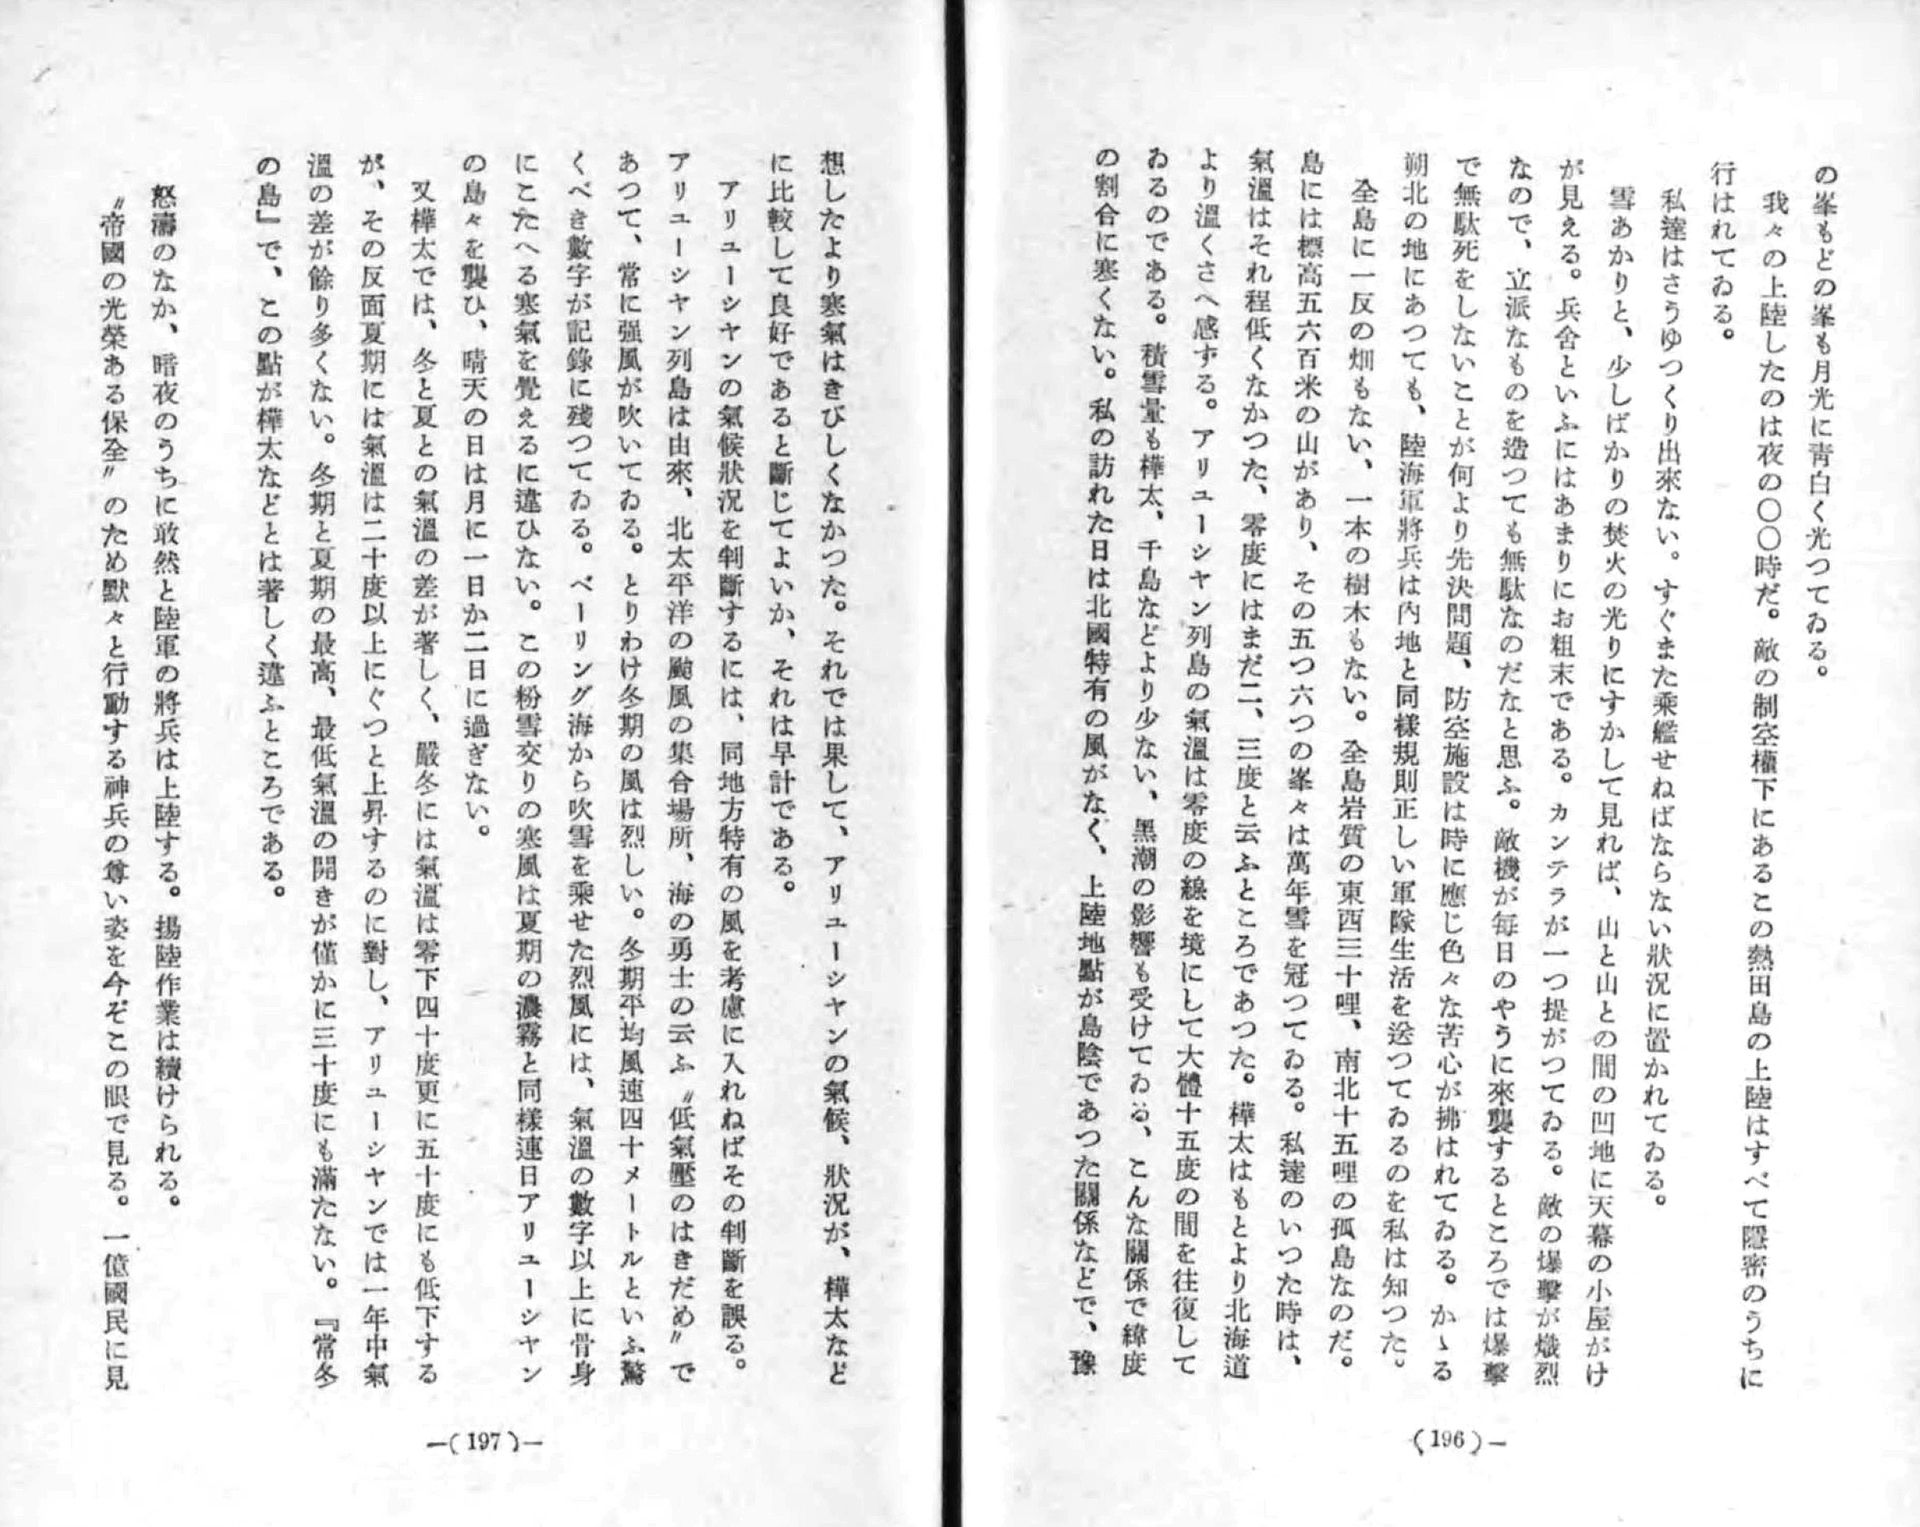 の峯もどの峯も月光に靑白く光つてゐる。
我々の上陸したのは夜の〇〇時だ。敵の制空權下にあるこの熱田島の上陸はすべて隱密のうちに
行はれてゐる。
私達はさうゆつくり出來ない。すぐまた乘艦せねばならない狀況に置かれてゐる。
雪あかりと、少しばかりの焚火の光りにすかして見れば、山と山との間の凹地に天幕の小屋がけ
が見える。兵舍といふにはあまりにお粗末である。カンテラが一つ提がつてゐる。敵の爆擊が熾烈
なので、立派なものを造つても無駄なのだなと思ふ。敵機が每日のやうに來襲するところでは爆擊
で無駄死をしないことが何より先決問題、防空施設は時に應じ色々な苦心が拂はれてゐる。かゝる
朔北の地にあつても、陸海軍將兵は內地と同樣規則正しい軍隊生活を送つてゐるのを私は知つた。
全島に一反の畑もない、一本の樹木もない。全島岩質の東西三十哩、南北十五哩の孤島なのだ。
島には標高五六百米の山があり、その五つ六つの峯々は萬年雪を冠つてゐる。私達のいつた時は、
氣溫はそれ程低くなかつた、零度にはまだ二、三度と云ふところであつた。樺太はもとより北海道
より溫くさへ感ずる。アリユーシヤン列島の氣溫は零度の線を境にして大體十五度の間を往復して
ゐるのである。積雪量も樺太、千島などより少ない、黑潮の影響も受けてゐる、こんな關係で緯度
の割合に寒くない。私の訪れた日は北國特有の風がなく、上陸地點が島陰であつた關係などで、豫
(196)―
想したより寒氣はきびしくなかつた。それでは果して、アリユーシヤンの氣候、狀況が、樺太など
に比較して良好であると斷じてよいか、それは早計である。
アリユーシヤンの氣候狀況を判斷するには、同地方特有の風を考慮に入れねばその判斷を誤る。
アリユーシヤン列島は由來、北太平洋の颱風の集合場所、海の勇士の云ふ〝低氣壓のはきだめ〟で
あつて、常に强風が吹いてゐる。とりわけ冬期の風は烈しい。冬期平均風速四十メートルといふ驚
くべき數字が記錄に殘つてゐる。ベーリング海から吹雪を乘せた烈風には、氣溫の數字以上に骨身
にこたへる寒氣を覺えるに違ひない。この粉雪交りの寒風は夏期の濃霧と同樣連日アリユーシヤン
の島々を襲ひ、晴天の日は月に一日か二日に過ぎない。
又樺太では、冬と夏との氣溫の差が著しく、嚴冬には氣溫は零下四十度更に五十度にも低下する
が、その反面夏期には氣溫は二十度以上にぐつと上昇するのに對し、アリユーシヤンでは一年中氣
溫の差が餘り多くない。冬期と夏期の最高、最低氣溫の開きが僅かに三十度にも滿たない。『常冬
の島』で、この點が樺太などとは著しく違ふところである。
怒濤のなか、暗夜のうちに敢然と陸軍の將兵は上陸する。揚陸作業は續けられる。
〝帝國の光榮ある保全〟のため默々と行動する神兵の尊い姿を今ぞこの眼で見る。一億國民に見
―(197)―